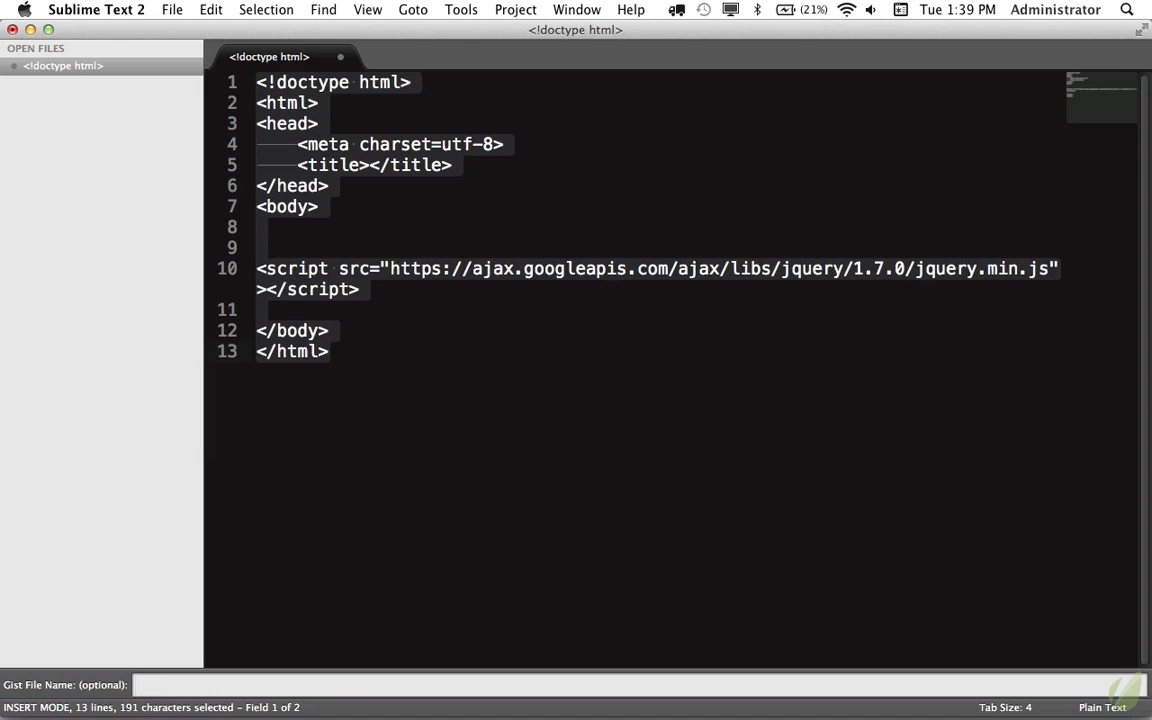 Sublime Text 2 File Edit Selection Find View Goto Tools Project Window Help (21%) Tue 1:39 PM Administrator
<!doctype html>
OPEN FILES
<!doctype html>
<!doctype html>
1 <!doctype html>
2 <html>
3 <head>
4 <meta charset=utf-8>
5 <title></title>
6 </head>
7 <body>
8
9
10 <script src="https://ajax.googleapis.com/ajax/libs/jquery/1.7.0/jquery.min.js"
></script>
11
12 </body>
13 </html>
Gist File Name: (optional):
INSERT MODE, 13 lines, 191 characters selected - Field 1 of 2 Tab Size: 4 Plain Text